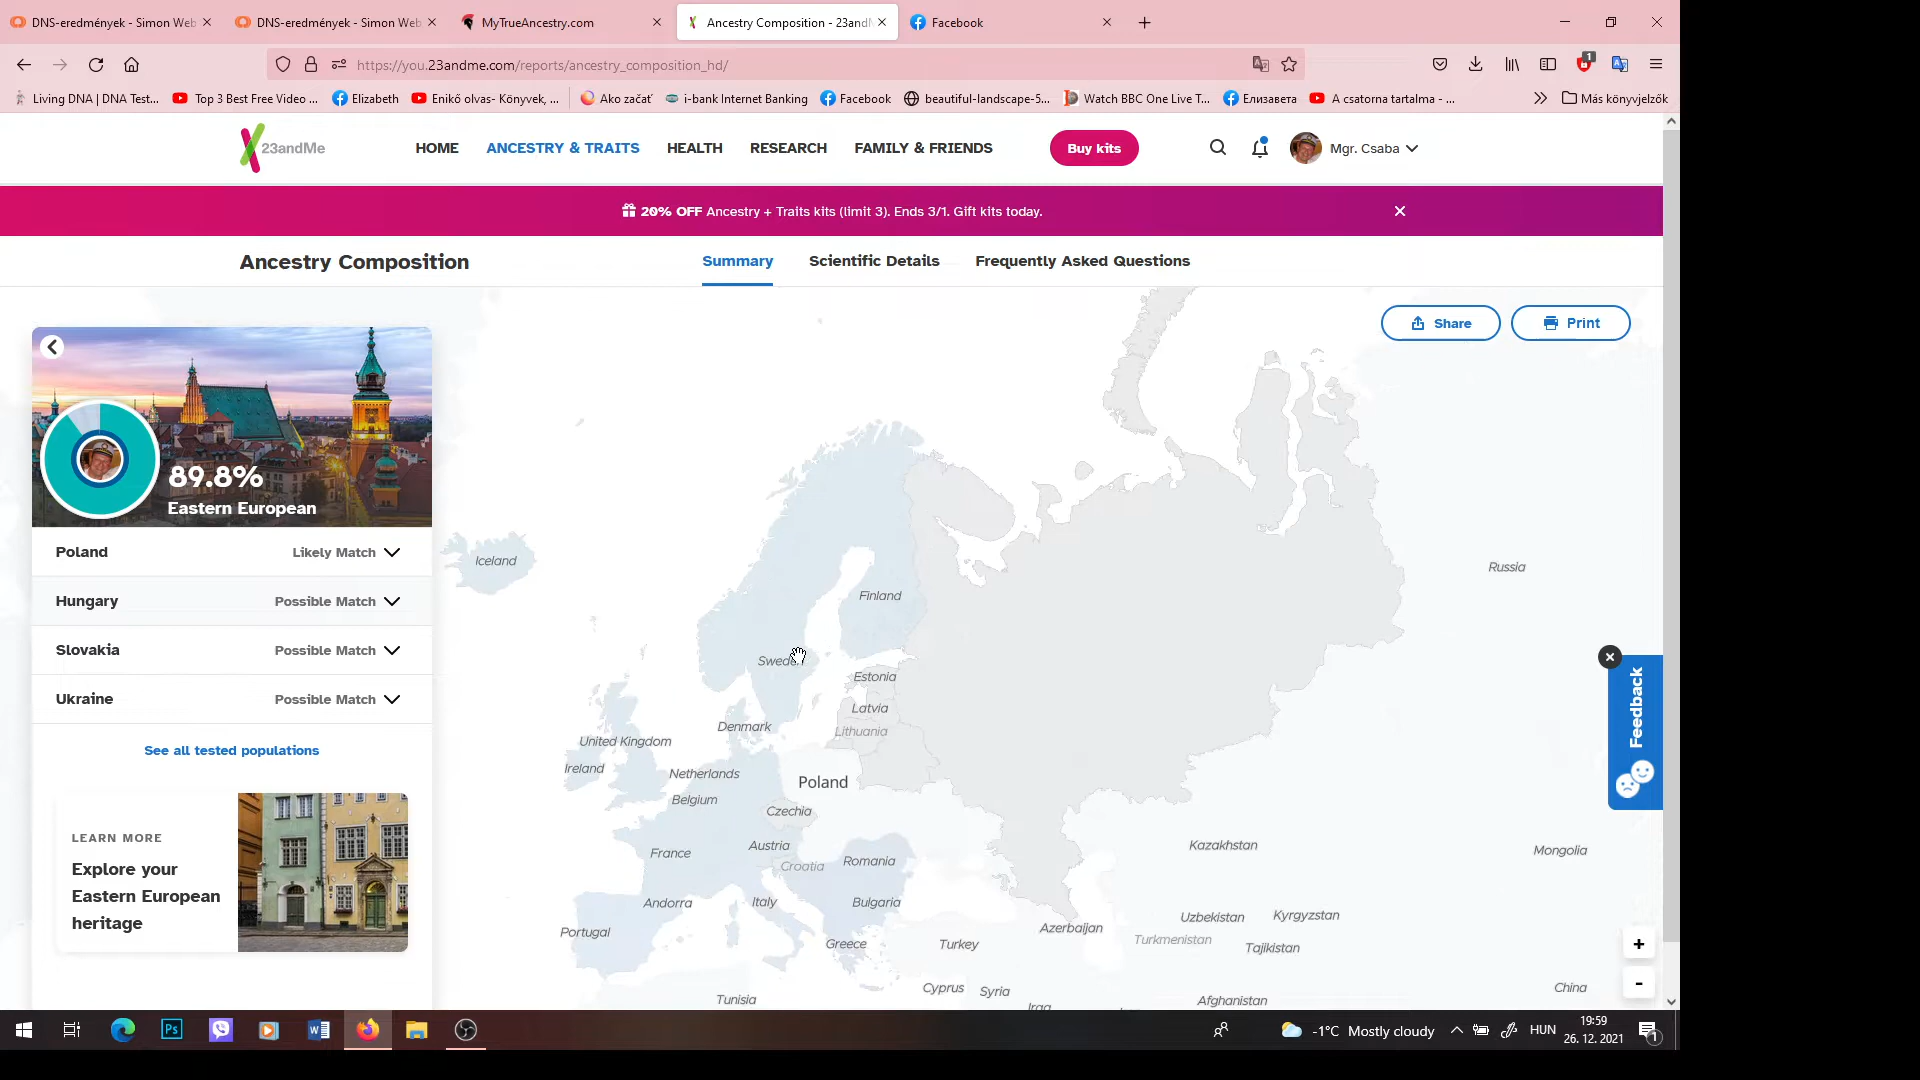 DNS-eredmények - Simon Web
DNS-eredmények - Simon Web
MyTrueAncestry.com
Ancestry Composition - 23and
Facebook
https://you.23andme.com/reports/ancestry_composition_hd/
1
Living DNA | DNA Test...
Top 3 Best Free Video ...
Elizabeth
Enikő olvas- Könyvek, ...
Ako začať
i-bank Internet Banking
Facebook
beautiful-landscape-5...
Watch BBC One Live T...
Елизавета
A csatorna tartalma - ...
Más könyvjelzők
23andMe
HOME
ANCESTRY & TRAITS
HEALTH
RESEARCH
FAMILY & FRIENDS
Buy kits
Mgr. Csaba
20% OFF Ancestry + Traits kits (limit 3). Ends 3/1. Gift kits today.
Ancestry Composition
Summary
Scientific Details
Frequently Asked Questions
Share
Print
89.8%
Eastern European
Poland
Likely Match
Hungary
Possible Match
Slovakia
Possible Match
Ukraine
Possible Match
See all tested populations
LEARN MORE
Explore your
Eastern European
heritage
Iceland
Finland
Russia
Estonia
Latvia
Denmark
Lithuania
United Kingdom
Ireland
Netherlands
Poland
Belgium
Czechia
France
Austria
Romania
Croatia
Kazakhstan
Mongolia
Andorra
Italy
Bulgaria
Portugal
Greece
Turkey
Azerbaijan
Uzbekistan
Kyrgyzstan
Turkmenistan
Tajikistan
Tunisia
Cyprus
Syria
Iraq
Afghanistan
China
Feedback
+
-
Ps
-1°C Mostly cloudy
HUN
19:59
26. 12. 2021
1